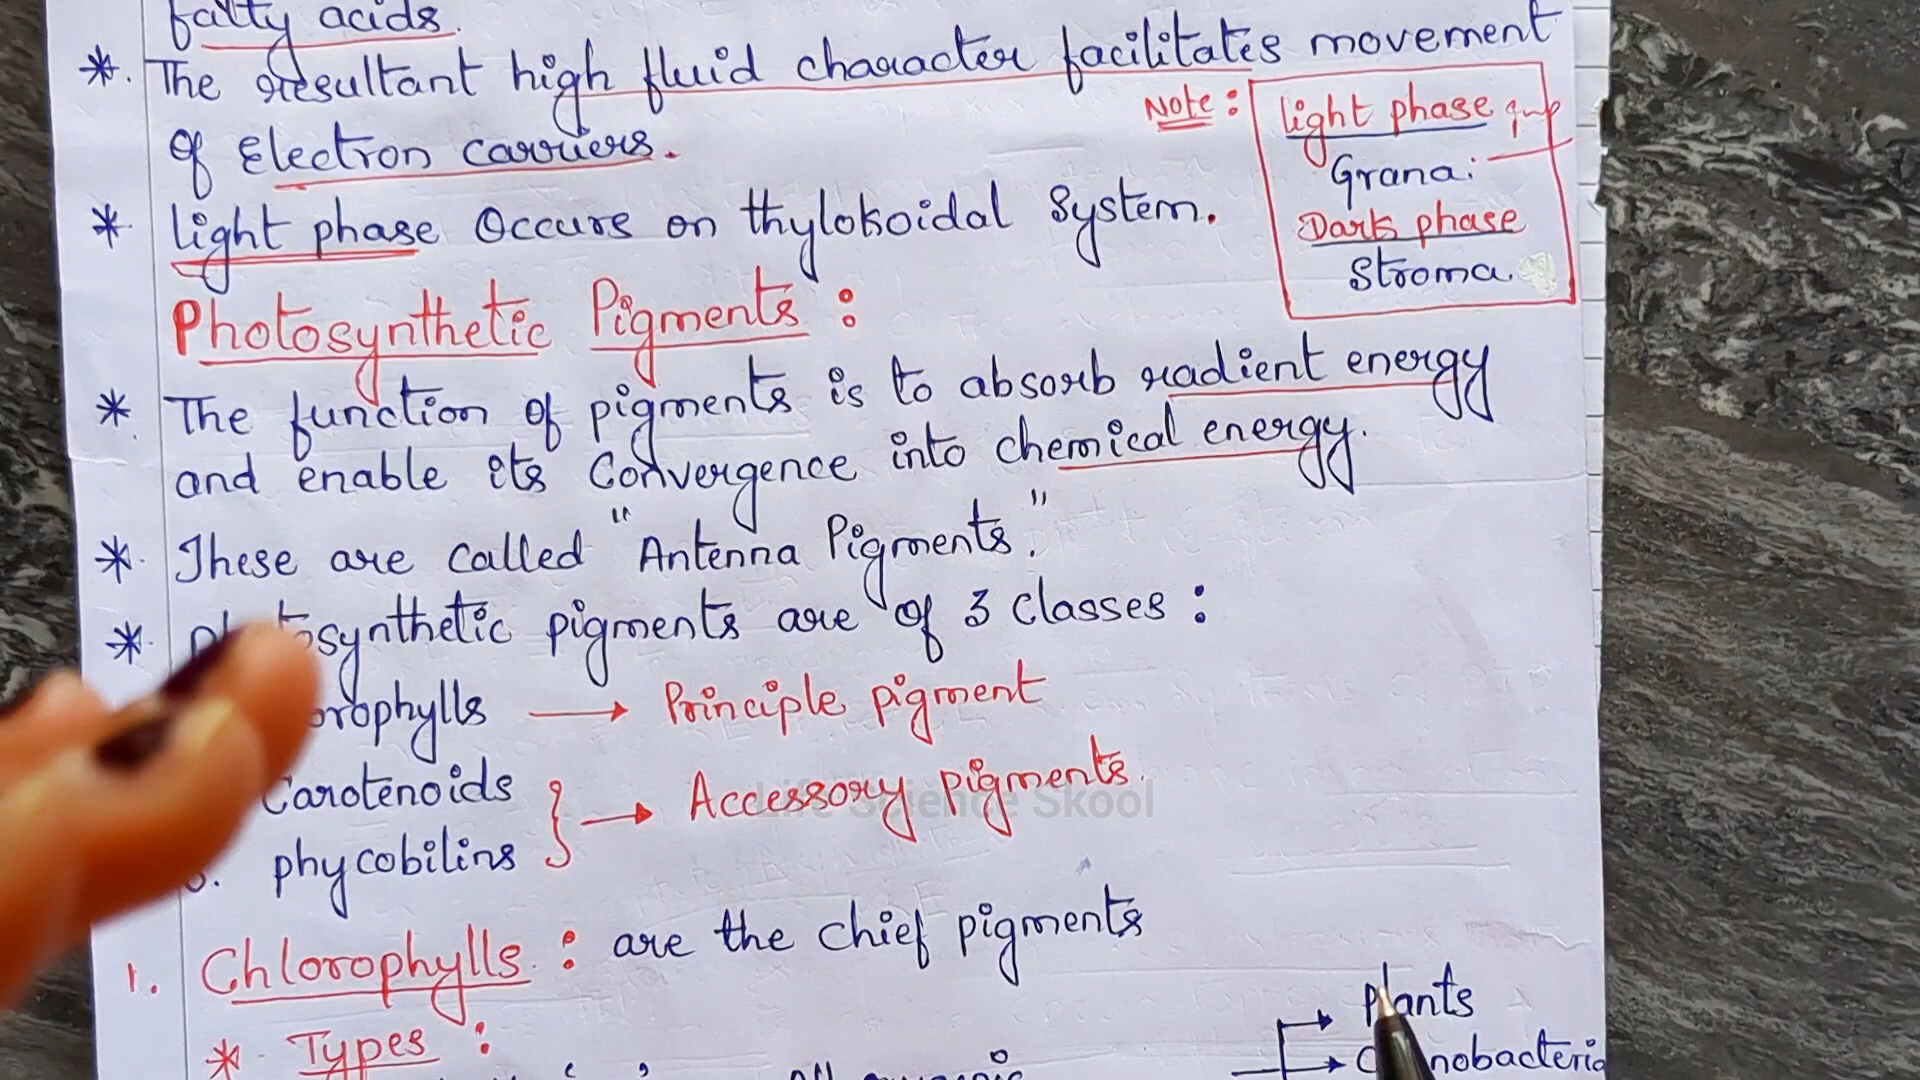 fatty acids.
*. The resultant high fluid character facilitates movement
of Electron carriers.
Note :
light phase
Grana:
Dark phase
Stroma.
* light phase Occurs on thylokoidal System.
Photosynthetic Pigments :
* The function of pigments is to absorb radient energy
and enable its Convergence into chemical energy.
*. These are called "Antenna Pigments."
*. synthetic pigments are of 3 Classes :
orophylls → Principle pigment
Carotenoids
phycobilins } → Accessory pigments.
Life Science Skool
1. Chlorophylls : are the chief pigments
* Types :
→ plants
→ nobacteria